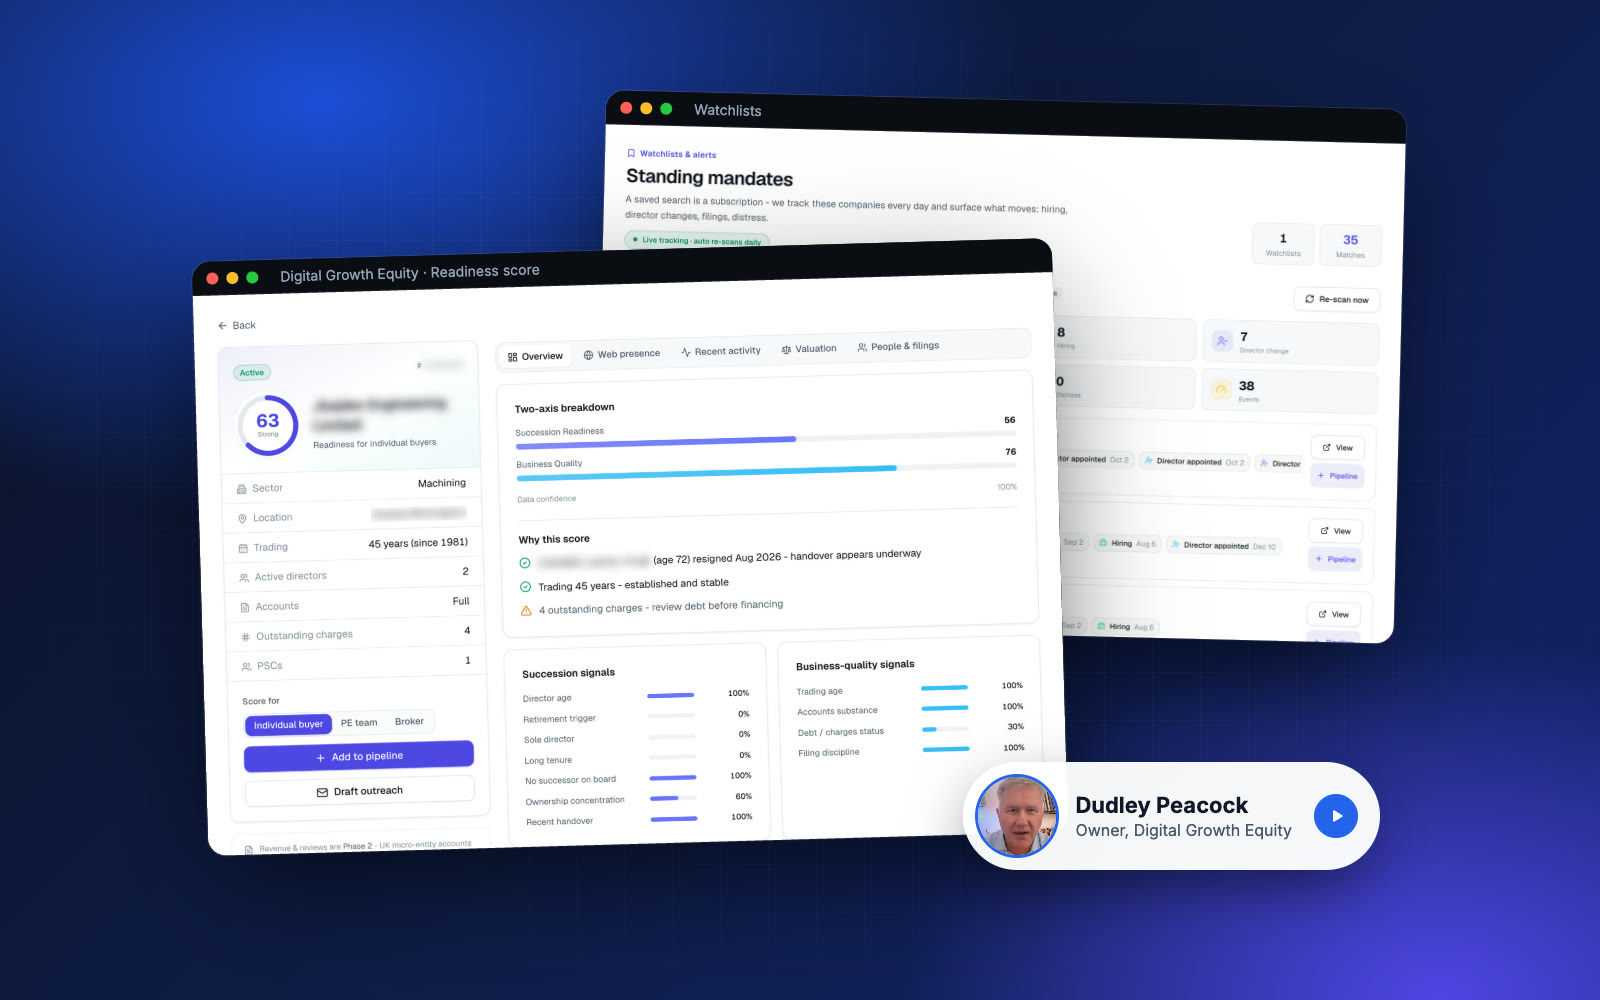 Watchlists
Watchlists & alerts
Standing mandates
A saved search is a subscription - we track these companies every day and surface what moves: hiring,
director changes, filings, distress.
Live tracking · auto re-scans daily
1
Watchlists
35
Matches
Re-scan now
8
Hiring
7
Director change
0
Distress
38
Events
tor appointed Oct 2
Director appointed Oct 2
Director
View
Pipeline
Sep 2
Hiring Aug 6
Director appointed Dec 10
View
Pipeline
Sep 2
Hiring Aug 6
View
Pipeline
Digital Growth Equity · Readiness score
Back
Active
#
63
Strong
Readiness for individual buyers
Sector Machining
Location
Trading 45 years (since 1981)
Active directors 2
Accounts Full
Outstanding charges 4
PSCs 1
Score for
Individual buyer PE team Broker
Add to pipeline
Draft outreach
Revenue & reviews are Phase 2 - UK micro-entity accounts
Overview Web presence Recent activity Valuation People & filings
Two-axis breakdown
Succession Readiness 56
Business Quality 76
Data confidence 100%
Why this score
(age 72) resigned Aug 2026 - handover appears underway
Trading 45 years - established and stable
4 outstanding charges - review debt before financing
Succession signals
Director age 100%
Retirement trigger 0%
Sole director 0%
Long tenure 0%
No successor on board 100%
Ownership concentration 60%
Recent handover 100%
Business-quality signals
Trading age 100%
Accounts substance 100%
Debt / charges status 30%
Filing discipline 100%
Dudley Peacock
Owner, Digital Growth Equity